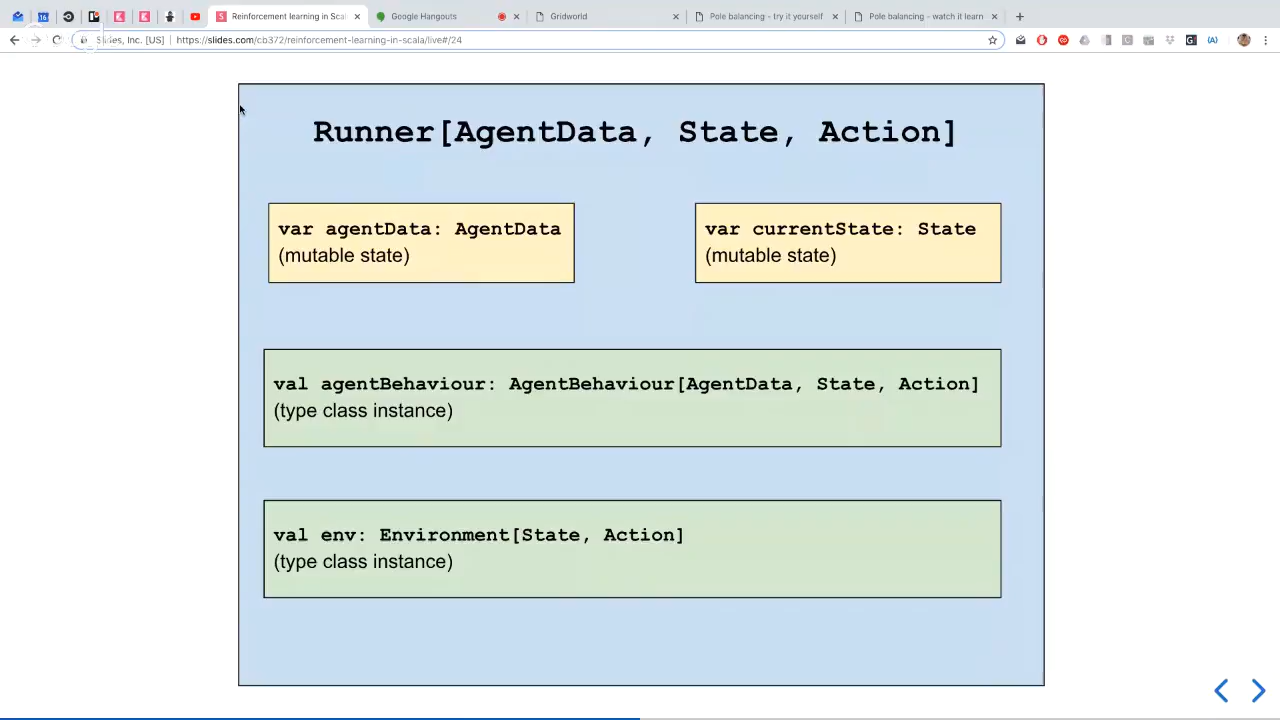 Reinforcement learning in Scal
Google Hangouts
Gridworld
Pole balancing - try it yourself
Pole balancing - watch it learn
Slides, Inc. [US]
https://slides.com/cb372/reinforcement-learning-in-scala/live#/24
Runner[AgentData, State, Action]
var agentData: AgentData
(mutable state)
var currentState: State
(mutable state)
val agentBehaviour: AgentBehaviour[AgentData, State, Action]
(type class instance)
val env: Environment[State, Action]
(type class instance)